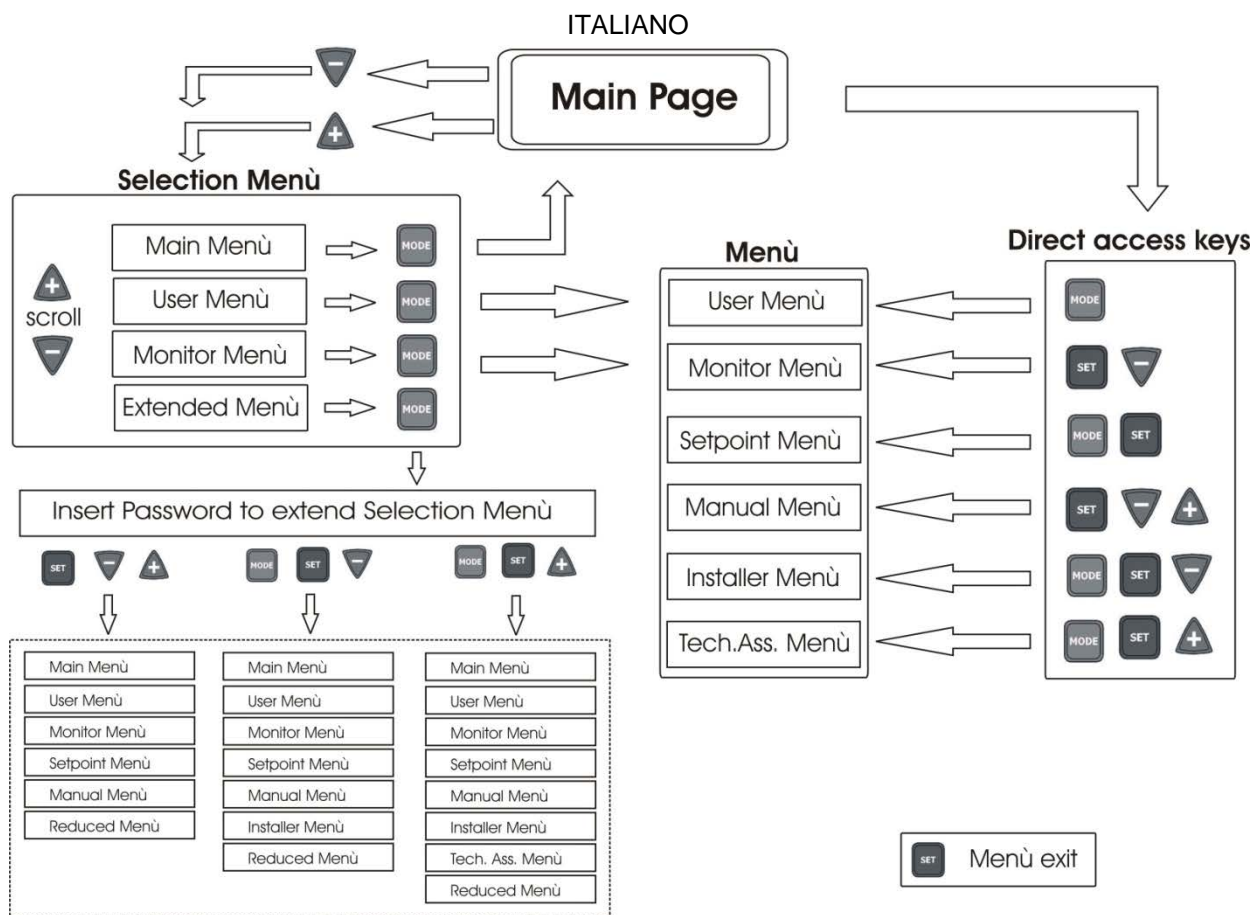 ITALIANO
−
Main Page
+
Selection Menù
Main Menù
MODE
User Menù
MODE
Monitor Menù
MODE
Extended Menù
MODE
+
scroll
−
Menù
User Menù
Monitor Menù
Setpoint Menù
Manual Menù
Installer Menù
Tech.Ass. Menù
Direct access keys
MODE
SET −
MODE SET
SET − +
MODE SET −
MODE SET +
Insert Password to extend Selection Menù
SET − +
MODE SET −
MODE SET +
Main Menù
User Menù
Monitor Menù
Setpoint Menù
Manual Menù
Reduced Menù
Main Menù
User Menù
Monitor Menù
Setpoint Menù
Manual Menù
Installer Menù
Reduced Menù
Main Menù
User Menù
Monitor Menù
Setpoint Menù
Manual Menù
Installer Menù
Tech. Ass. Menù
Reduced Menù
SET Menù exit